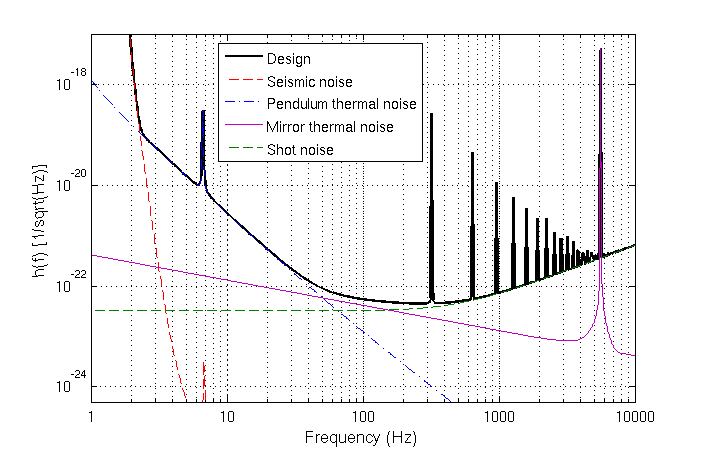 Design
Seismic noise
Pendulum thermal noise
Mirror thermal noise
Shot noise
10^-18
10^-20
10^-22
10^-24
h(f) [1/sqrt(Hz)]
1 10 100 1000 10000
Frequency (Hz)